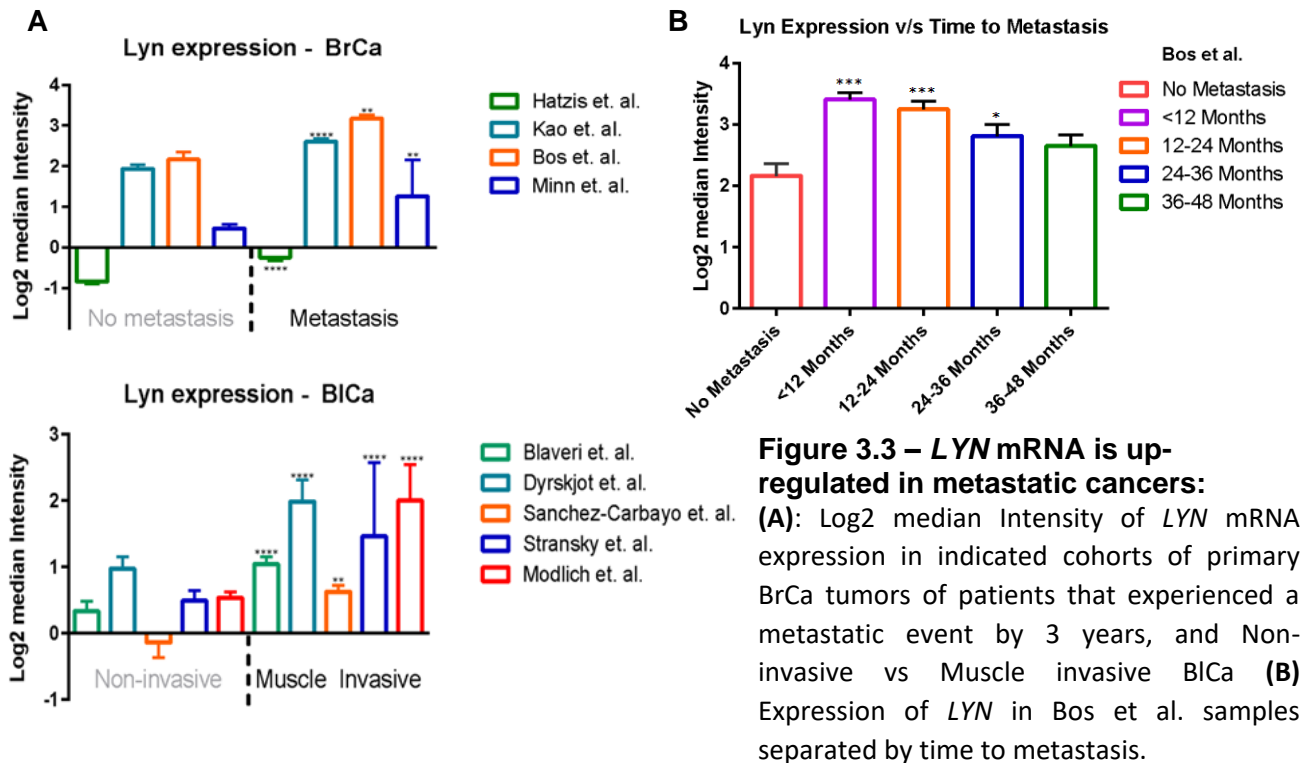 A
Lyn expression - BrCa
Log2 median Intensity
4
3
2
1
0
-1
**** ** ** ****
No metastasis
Metastasis
Hatzis et. al.
Kao et. al.
Bos et. al.
Minn et. al.
Lyn expression - BlCa
Log2 median Intensity
3
2
1
0
-1
**** **** ** **** ****
Non-invasive
Muscle Invasive
Blaveri et. al.
Dyrskjot et. al.
Sanchez-Carbayo et. al.
Stransky et. al.
Modlich et. al.
B
Lyn Expression v/s Time to Metastasis
Log2 median Intensity
4
3
2
1
0
*** *** *
No Metastasis
<12 Months
12-24 Months
24-36 Months
36-48 Months
Bos et al.
No Metastasis
<12 Months
12-24 Months
24-36 Months
36-48 Months
Figure 3.3 – LYN mRNA is up-
regulated in metastatic cancers:
(A): Log2 median Intensity of LYN mRNA
expression in indicated cohorts of primary
BrCa tumors of patients that experienced a
metastatic event by 3 years, and Non-
invasive vs Muscle invasive BlCa (B)
Expression of LYN in Bos et al. samples
separated by time to metastasis.